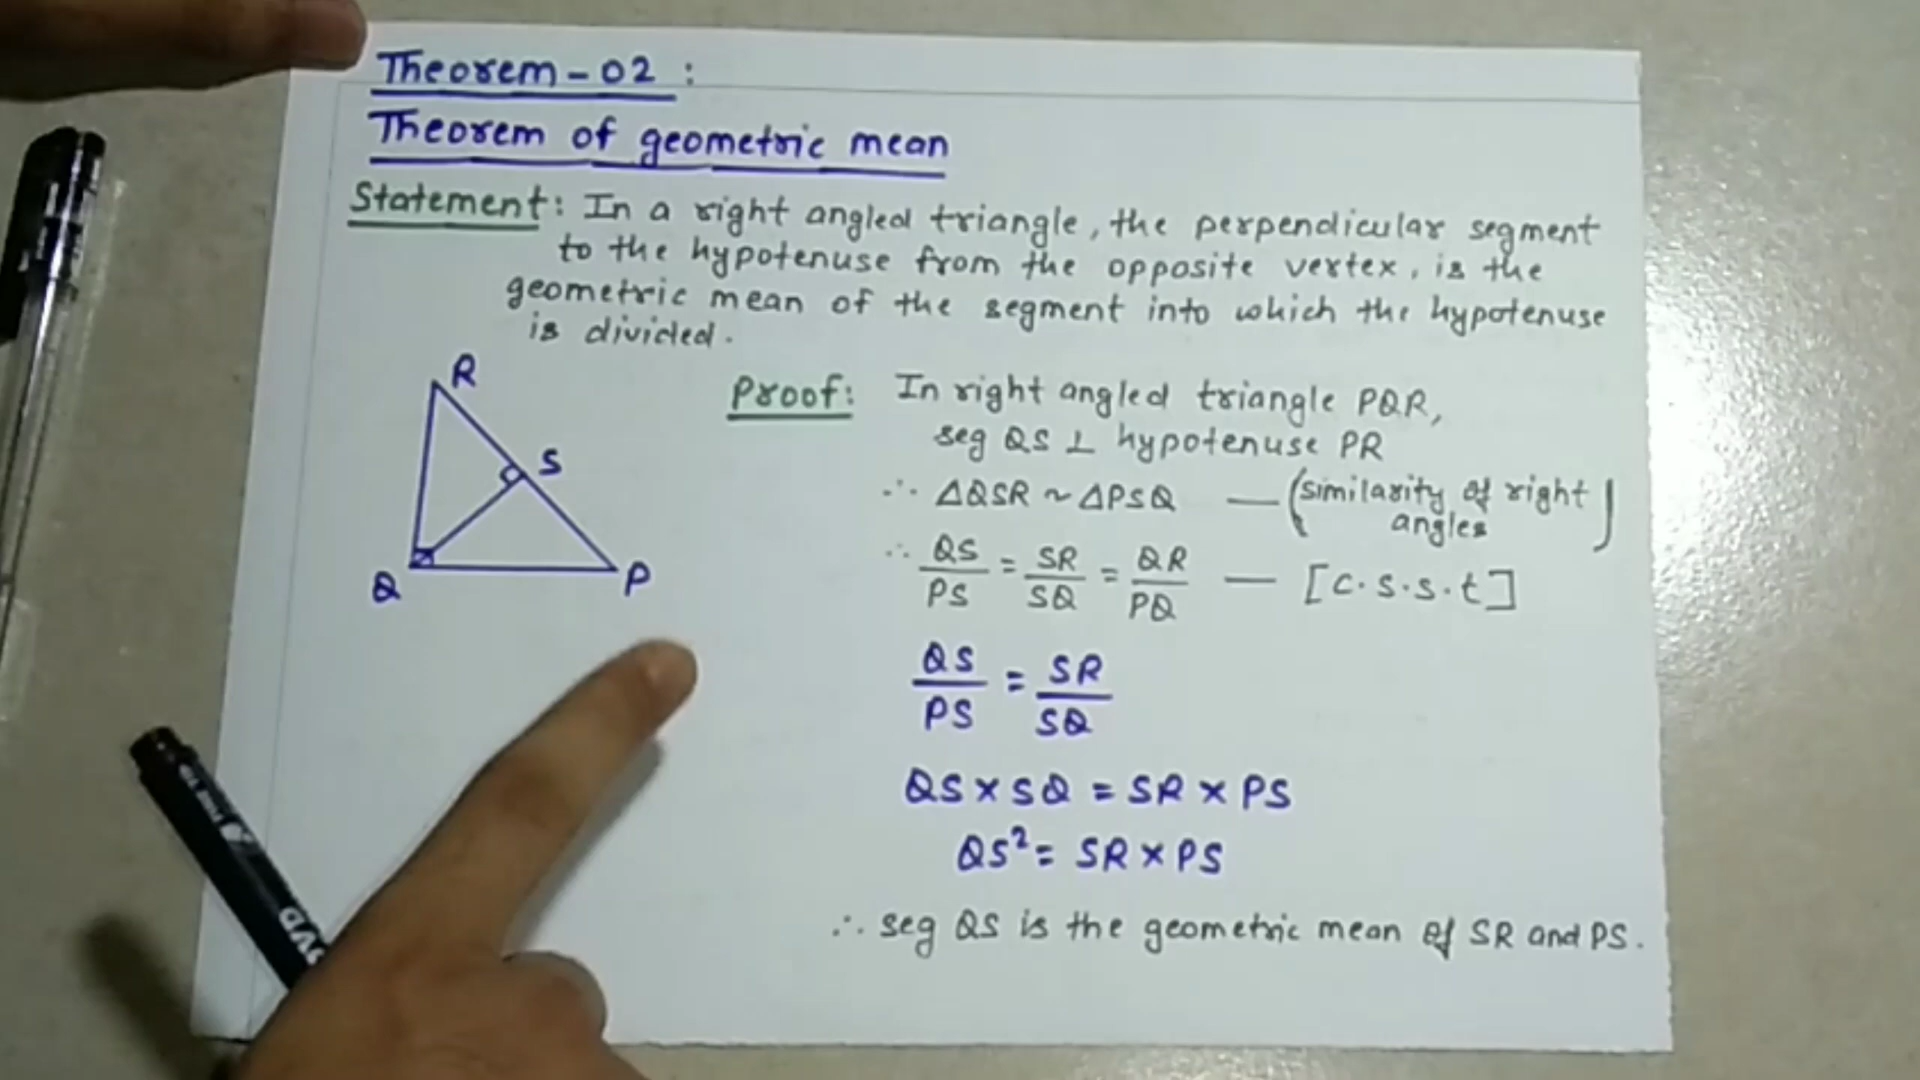 Theorem-02 :
Theorem of geometric mean
Statement: In a right angled triangle, the perpendicular segment
to the hypotenuse from the opposite vertex, is the
geometric mean of the segment into which the hypotenuse
is divided.
R
S
Q
P
Proof: In right angled triangle PQR,
seg QS ⊥ hypotenuse PR
∴ ΔQSR ~ ΔPSQ — (similarity of right
angles)
∴ QS/PS = SR/SQ = QR/PQ — [c.s.s.t]
QS/PS = SR/SQ
QS × SQ = SR × PS
QS² = SR × PS
∴ seg QS is the geometric mean of SR and PS.